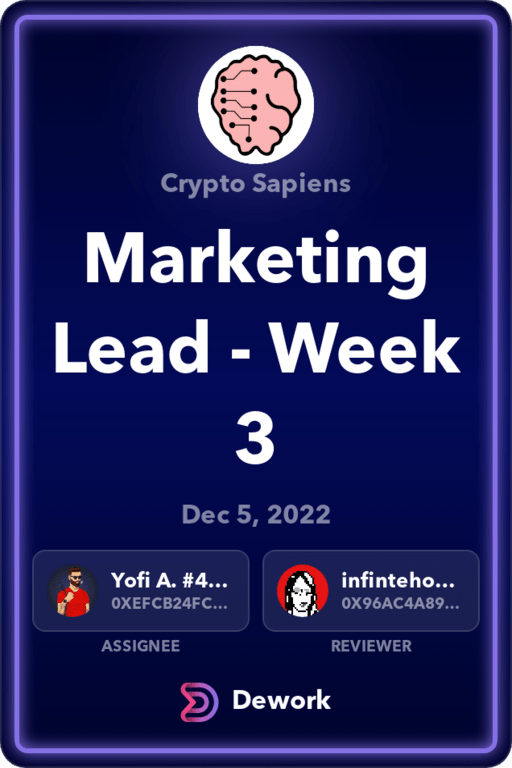 Crypto Sapiens
Marketing
Lead - Week
3
Dec 5, 2022
Yofi A. #4...
0XEFCB24FC...
infinteho...
0X96AC4A89...
ASSIGNEE
REVIEWER
Dework